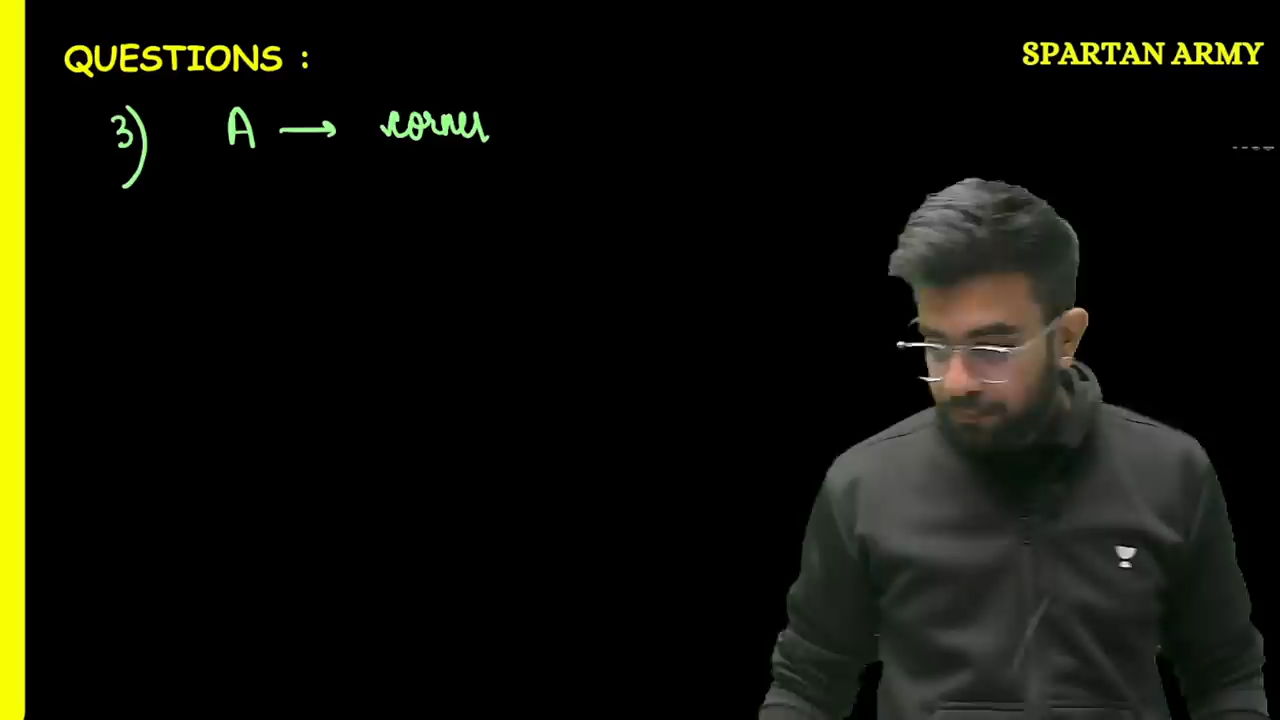 QUESTIONS :
SPARTAN ARMY
3) A → corner